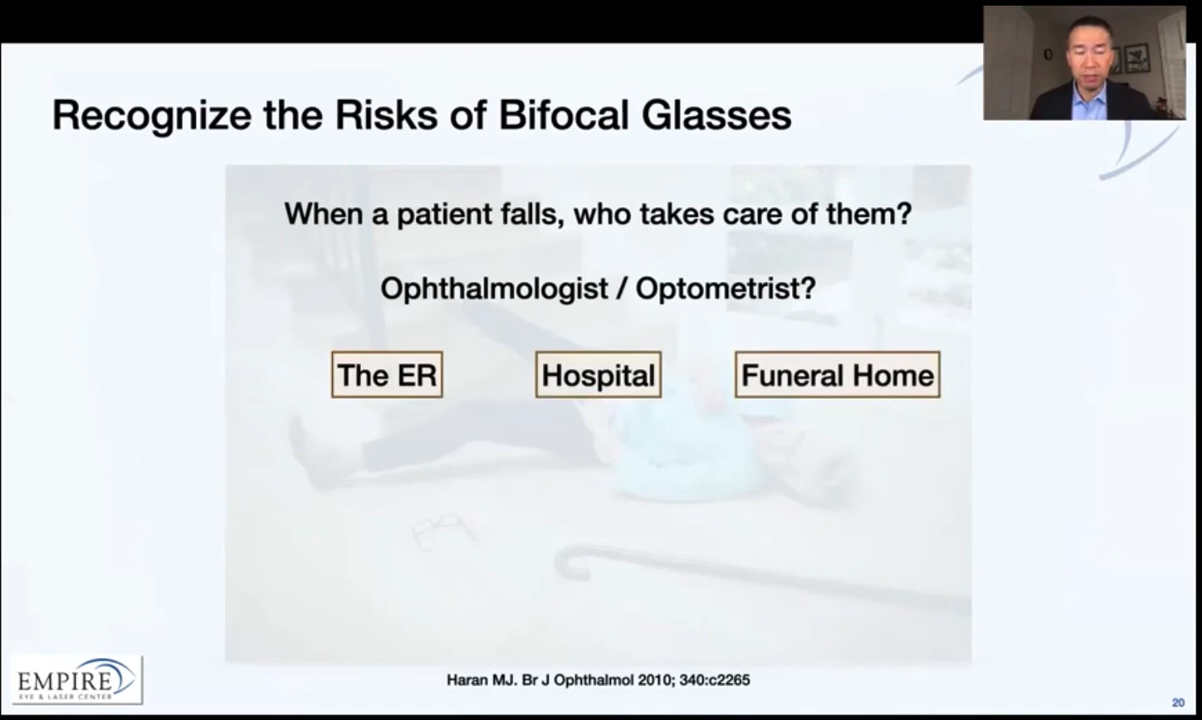 Recognize the Risks of Bifocal Glasses
When a patient falls, who takes care of them?
Ophthalmologist / Optometrist?
The ER
Hospital
Funeral Home
EMPIRE
EYE & LASER CENTER
Haran MJ. Br J Ophthalmol 2010; 340:c2265
20